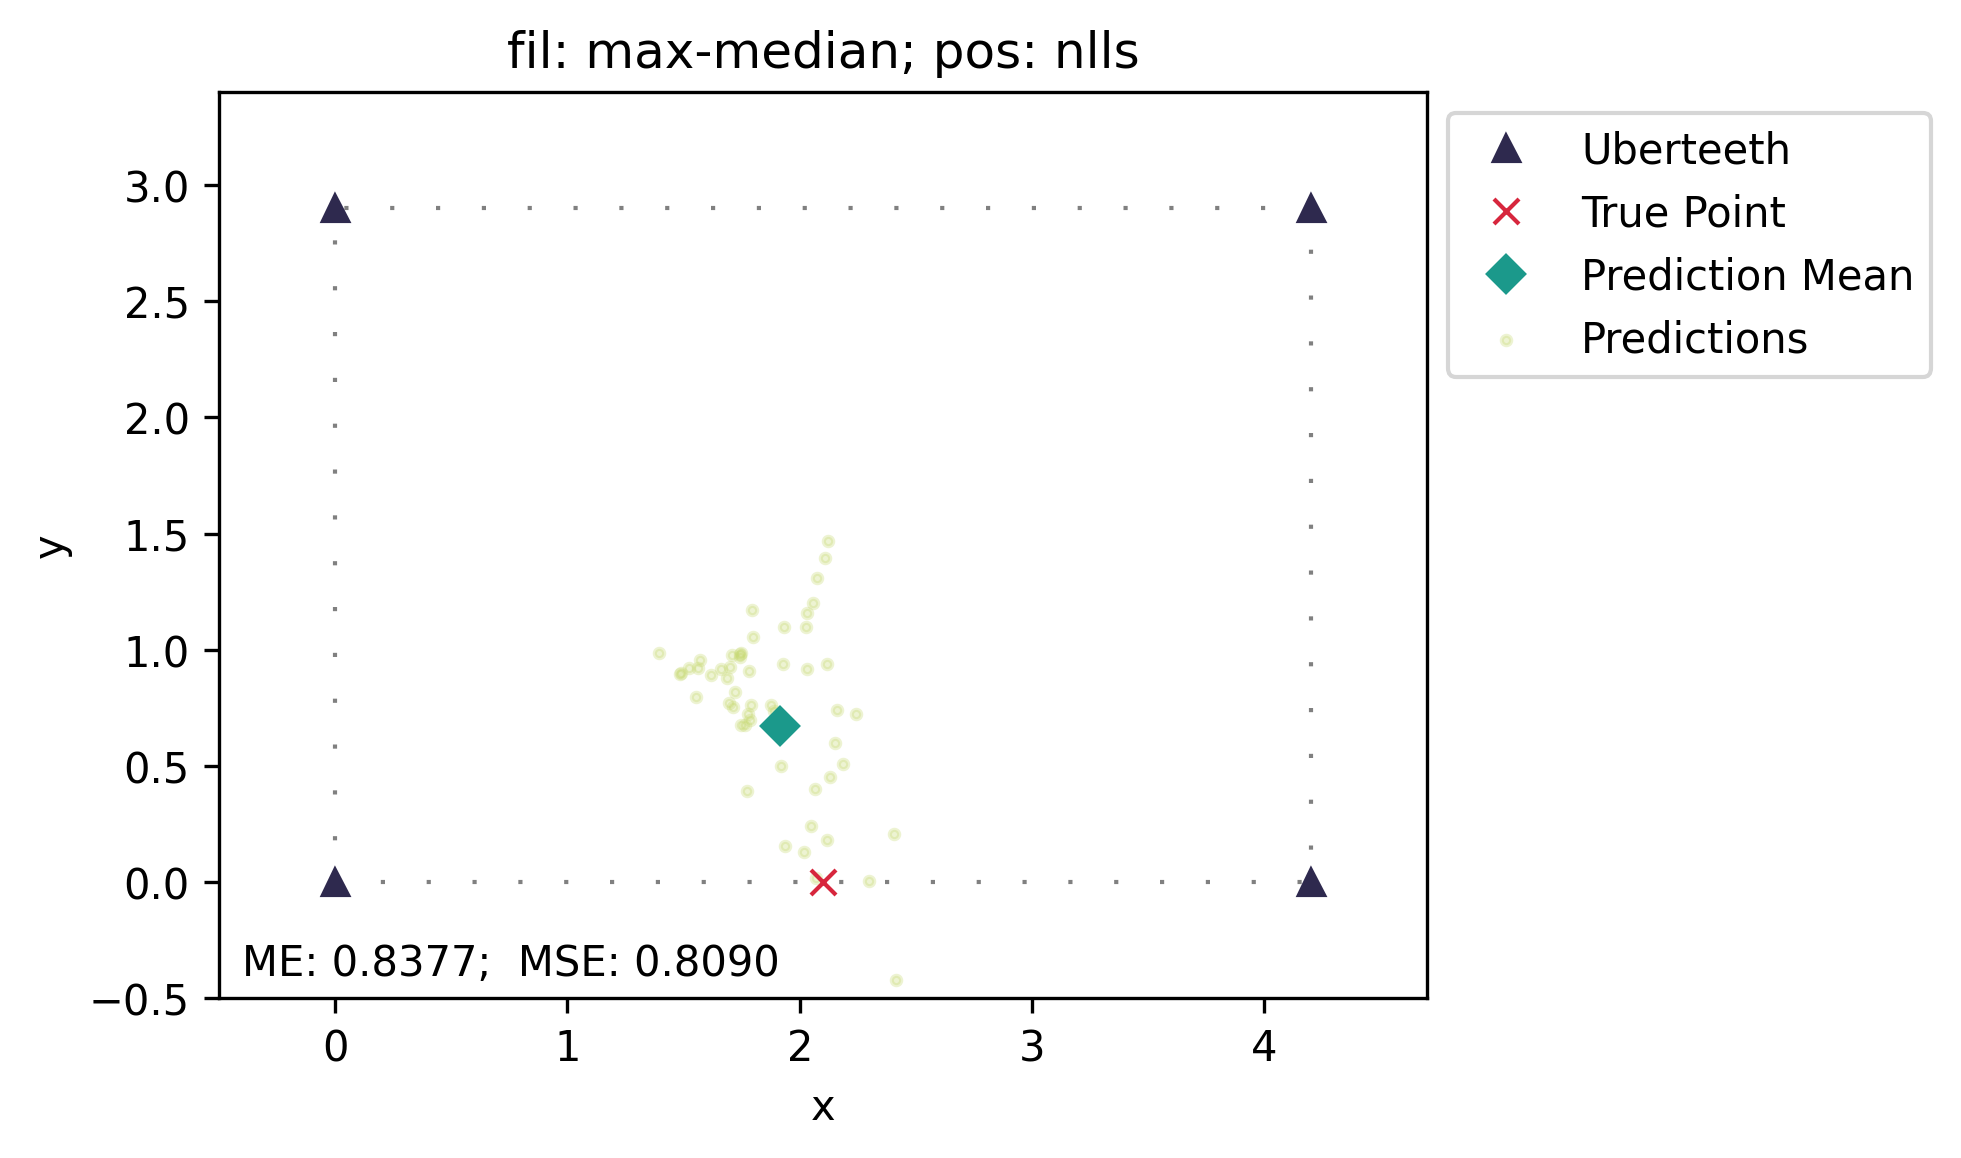 fil: max-median; pos: nlls
Uberteeth
True Point
Prediction Mean
Predictions
3.0
2.5
2.0
1.5
1.0
0.5
0.0
−0.5
y
ME: 0.8377;  MSE: 0.8090
0 1 2 3 4
x